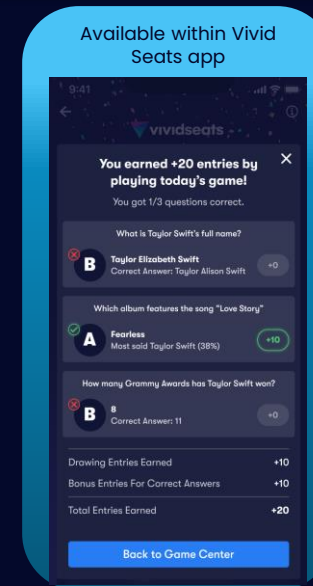 Available within Vivid
Seats app
9:41
vividseats
You earned +20 entries by
playing today's game!
You got 1/3 questions correct.
What is Taylor Swift's full name?
B
Taylor Elizabeth Swift
Correct Answer: Taylor Alison Swift
+0
Which album features the song "Love Story"
A
Fearless
Most said Taylor Swift (38%)
+10
How many Grammy Awards has Taylor Swift won?
B
8
Correct Answer: 11
+0
Drawing Entries Earned +10
Bonus Entries For Correct Answers +10
Total Entries Earned +20
Back to Game Center